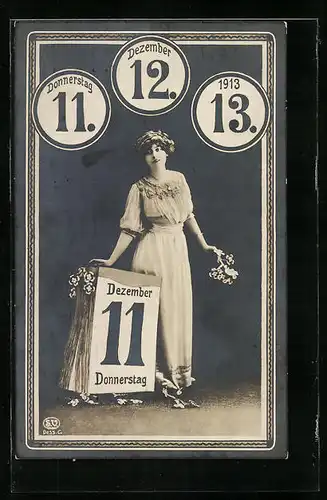 Donnerstag
11.
Dezember
12.
1913
13.
Dezember
11
Donnerstag